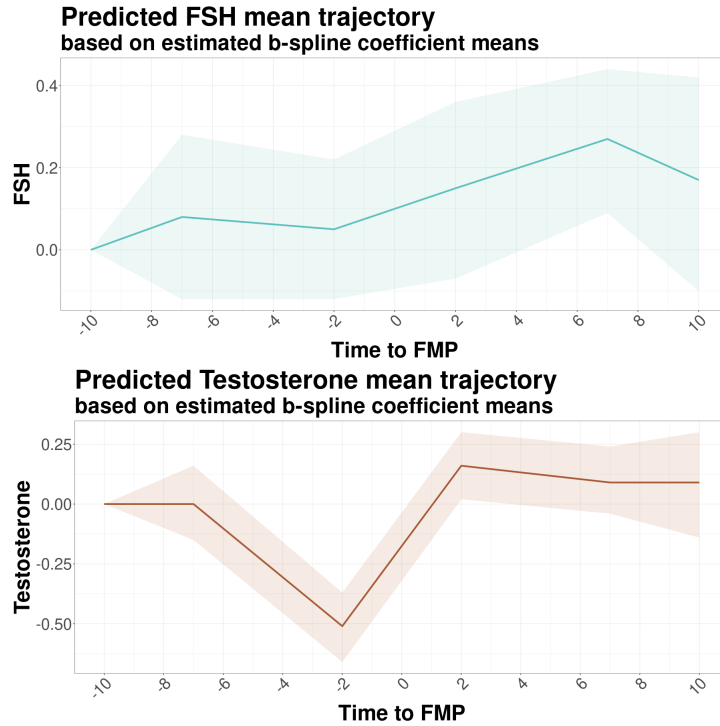 Predicted FSH mean trajectory
based on estimated b-spline coefficient means
0.4
0.2
0.0
FSH
-10 -8 -6 -4 -2 0 2 4 6 8 10
Time to FMP
Predicted Testosterone mean trajectory
based on estimated b-spline coefficient means
0.25
0.00
-0.25
-0.50
Testosterone
-10 -8 -6 -4 -2 0 2 4 6 8 10
Time to FMP